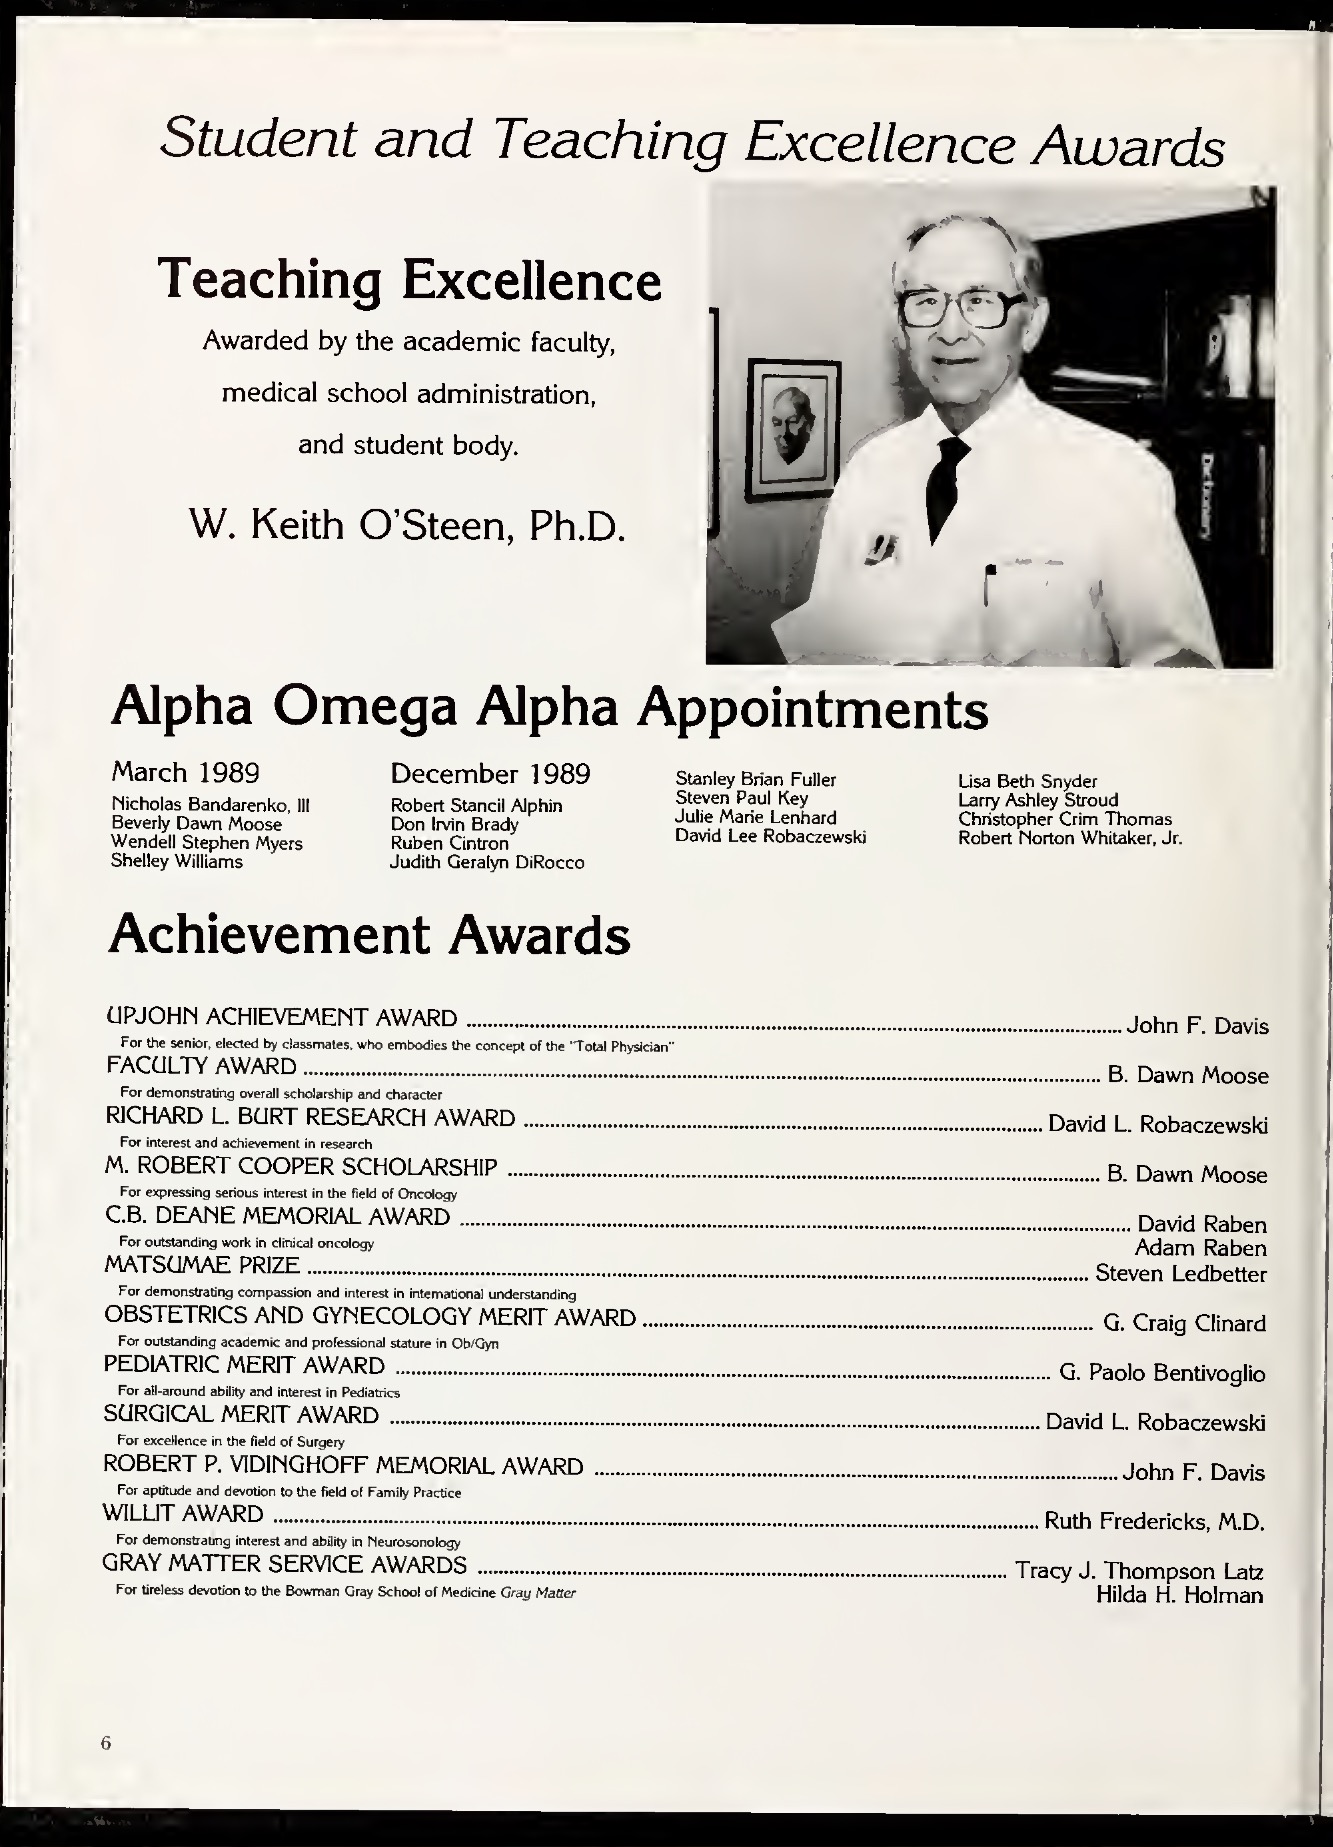 Student and Teaching Excellence Awards
Teaching Excellence
Awarded by the academic faculty,
medical school administration,
and student body.
W. Keith O'Steen, Ph.D.
Dictionary
Alpha Omega Alpha Appointments
March 1989
Nicholas Bandarenko, III
Beverly Dawn Moose
Wendell Stephen Myers
Shelley Williams
December 1989
Robert Stancil Alphin
Don Irvin Brady
Ruben Cintron
Judith Geralyn DiRocco
Stanley Brian Fuller
Steven Paul Key
Julie Marie Lenhard
David Lee Robaczewski
Lisa Beth Snyder
Larry Ashley Stroud
Christopher Crim Thomas
Robert Norton Whitaker, Jr.
Achievement Awards
UPJOHN ACHIEVEMENT AWARD ........ John F. Davis
For the senior, elected by classmates, who embodies the concept of the "Total Physician"
FACULTY AWARD ........ B. Dawn Moose
For demonstrating overall scholarship and character
RICHARD L. BURT RESEARCH AWARD ........ David L. Robaczewski
For interest and achievement in research
M. ROBERT COOPER SCHOLARSHIP ........ B. Dawn Moose
For expressing serious interest in the field of Oncology
C.B. DEANE MEMORIAL AWARD ........ David Raben
For outstanding work in clinical oncology Adam Raben
MATSUMAE PRIZE ........ Steven Ledbetter
For demonstrating compassion and interest in international understanding
OBSTETRICS AND GYNECOLOGY MERIT AWARD ........ G. Craig Clinard
For outstanding academic and professional stature in Ob/Gyn
PEDIATRIC MERIT AWARD ........ G. Paolo Bentivoglio
For all-around ability and interest in Pediatrics
SURGICAL MERIT AWARD ........ David L. Robaczewski
For excellence in the field of Surgery
ROBERT P. VIDINGHOFF MEMORIAL AWARD ........ John F. Davis
For aptitude and devotion to the field of Family Practice
WILLIT AWARD ........ Ruth Fredericks, M.D.
For demonstrating interest and ability in Neurosonology
GRAY MATTER SERVICE AWARDS ........ Tracy J. Thompson Latz
For tireless devotion to the Bowman Gray School of Medicine Gray Matter Hilda H. Holman
6